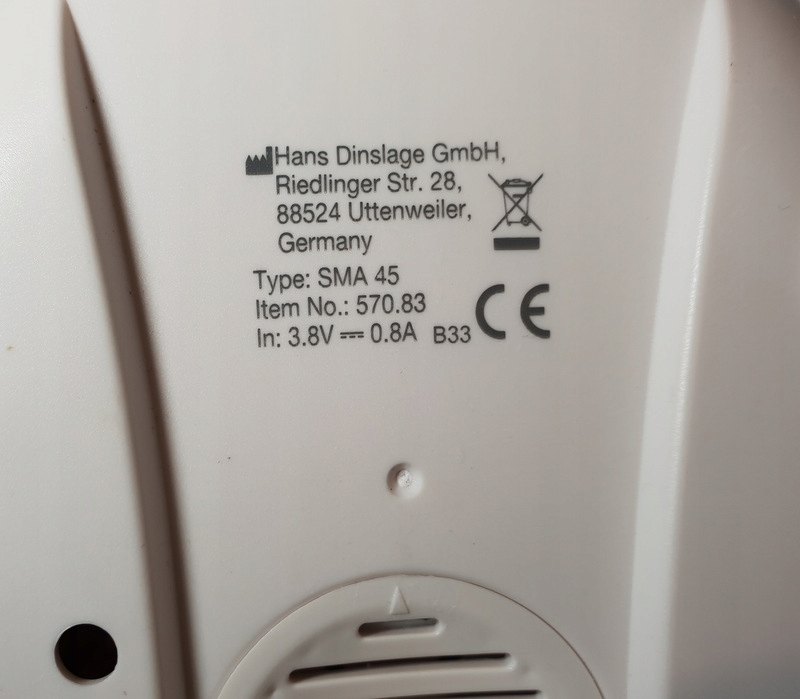 Hans Dinslage GmbH,
Riedlinger Str. 28,
88524 Uttenweiler,
Germany
Type: SMA 45
Item No.: 570.83
In: 3.8V ⎓ 0.8A B33 CE